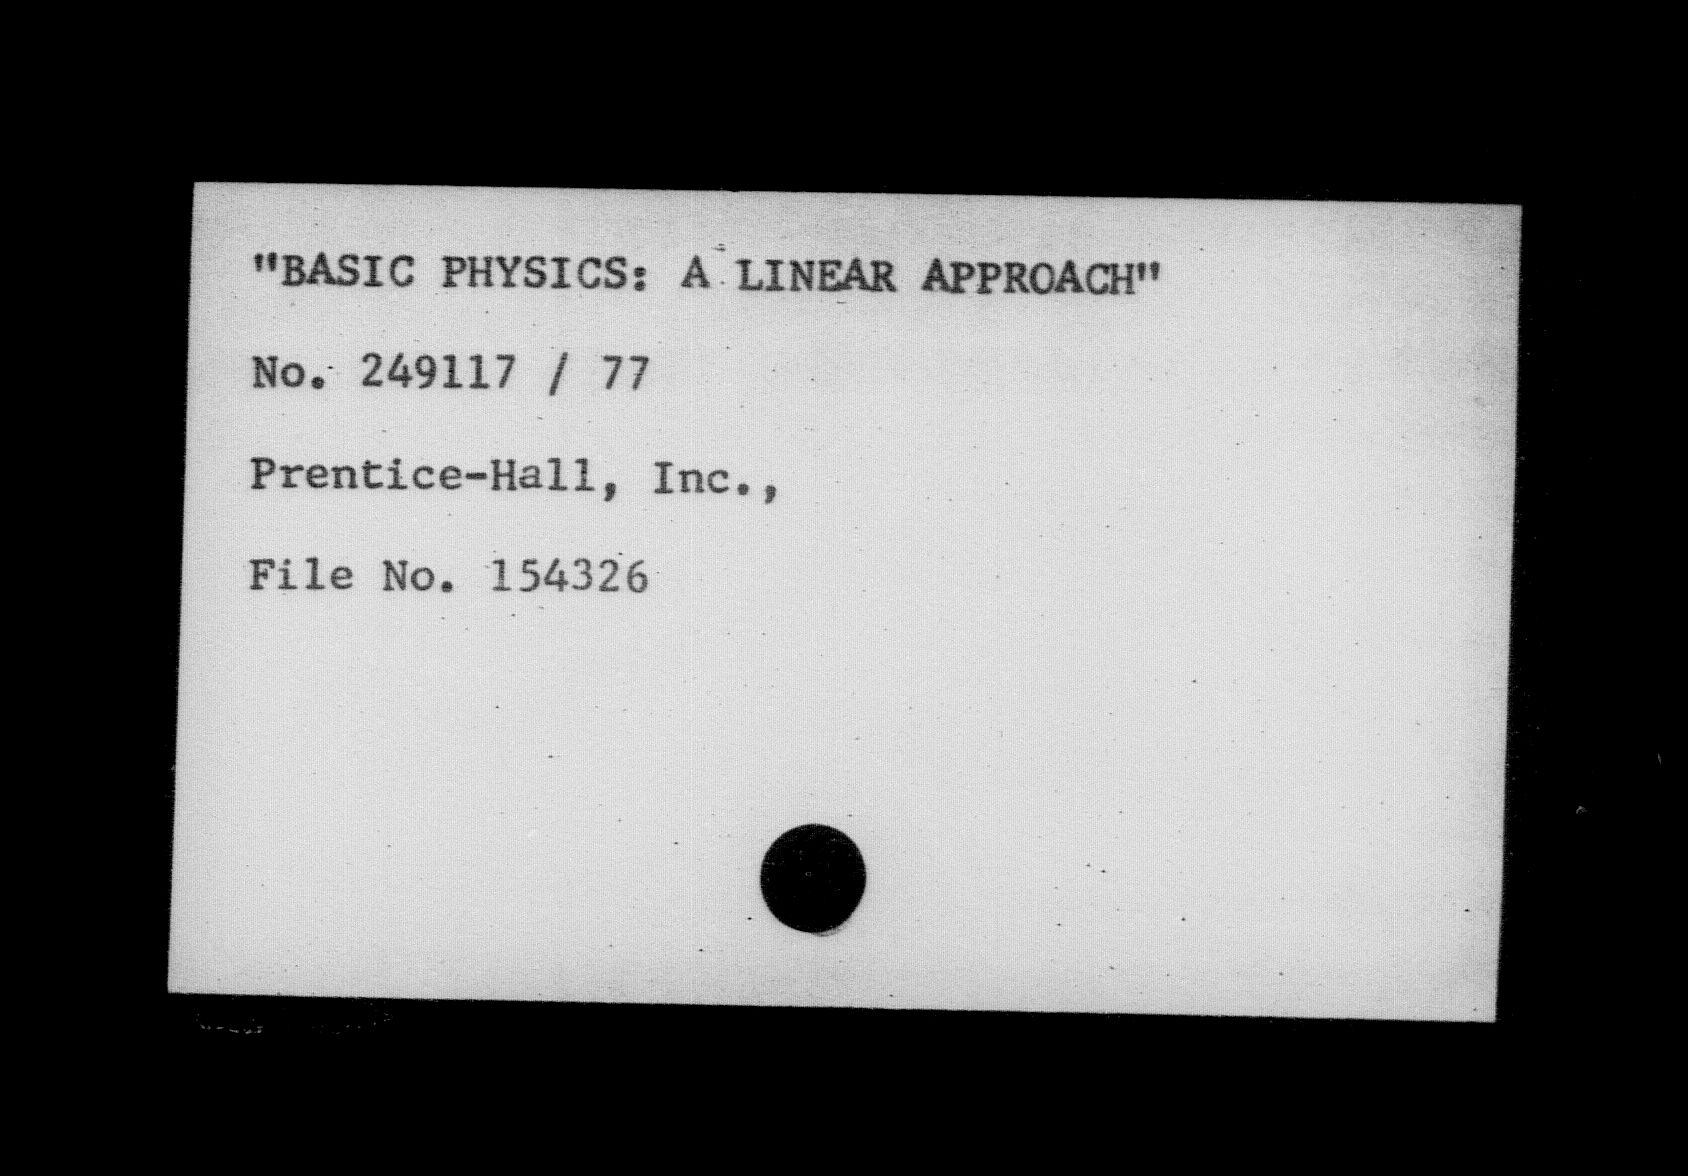 "BASIC PHYSICS: A LINEAR APPROACH"
No. 249117 / 77
Prentice-Hall, Inc.,
File No. 154326